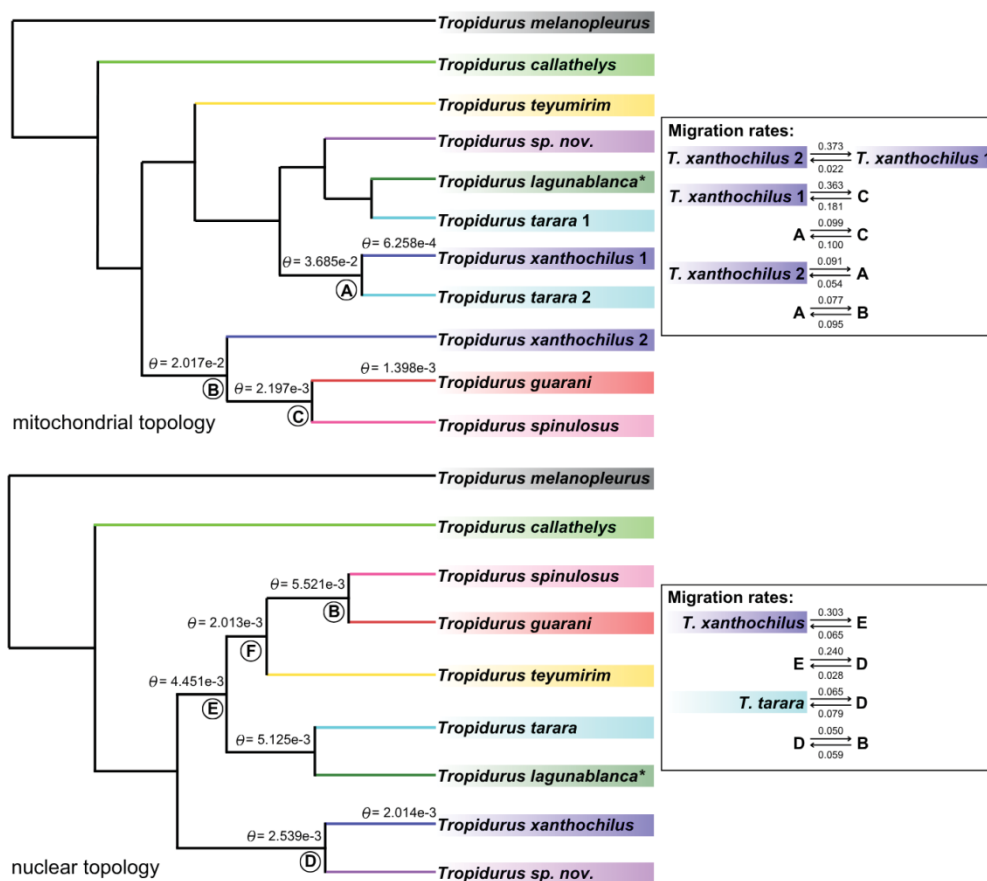 Tropidurus melanopleurus
Tropidurus callathelys
Tropidurus teyumirim
Tropidurus sp. nov.
Tropidurus lagunablanca*
Tropidurus tarara 1
θ= 6.258e-4
Tropidurus xanthochilus 1
θ= 3.685e-2
A
Tropidurus tarara 2
Tropidurus xanthochilus 2
θ= 2.017e-2
B
θ= 1.398e-3
Tropidurus guarani
θ= 2.197e-3
C
Tropidurus spinulosus
mitochondrial topology
Migration rates:
T. xanthochilus 2 0.373 0.022 T. xanthochilus 1
T. xanthochilus 1 0.363 0.181 C
A 0.099 0.100 C
T. xanthochilus 2 0.091 0.054 A
A 0.077 0.095 B
Tropidurus melanopleurus
Tropidurus callathelys
Tropidurus spinulosus
θ= 5.521e-3
B
Tropidurus guarani
θ= 2.013e-3
F
Tropidurus teyumirim
θ= 4.451e-3
E
Tropidurus tarara
θ= 5.125e-3
Tropidurus lagunablanca*
θ= 2.014e-3
Tropidurus xanthochilus
θ= 2.539e-3
D
Tropidurus sp. nov.
nuclear topology
Migration rates:
T. xanthochilus 0.303 0.065 E
E 0.240 0.028 D
T. tarara 0.065 0.079 D
D 0.050 0.059 B